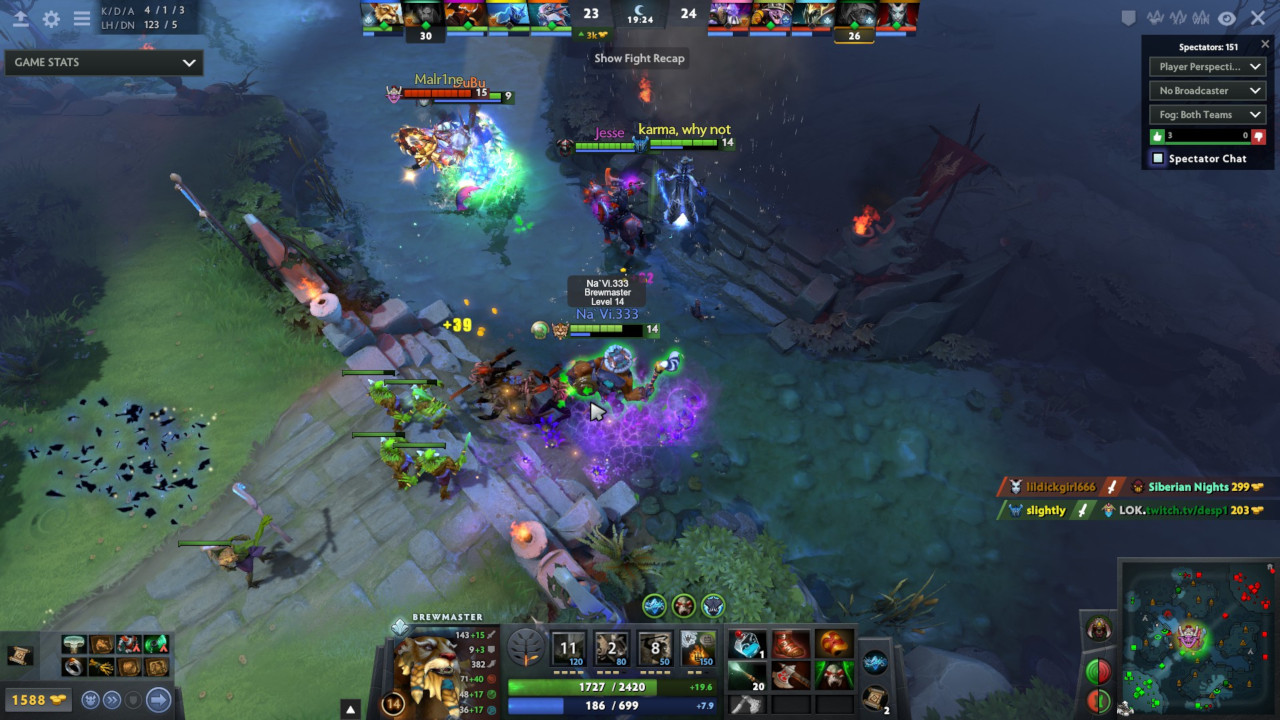 K/D/A 4 / 1 / 3
LH/DN 123 / 5
30
23
19:24
24
3k
26
Show Fight Recap
GAME STATS
Spectators: 151
Player Perspecti...
No Broadcaster
Fog: Both Teams
3 0
Spectator Chat
Malr1ne
SuBu
15 9
Jesse
karma, why not
14
Na`Vi.333
Brewmaster
Level 14
Na`Vi.333
14
+39
lildickgirl666 Siberian Nights 299
slightly LOK.twitch.tv/desp1 203
BREWMASTER
143+15
9+3
382
71+40
48+17
36+17
14
11 2 8
120 80 50 150
1727 / 2420 +19.6
186 / 699 +7.9
1
20
2
1588